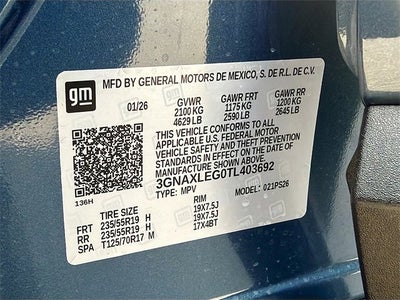 gm
MFD BY GENERAL MOTORS DE MEXICO, S. DE R.L. DE C.V.
01/26 GVWR GAWR FRT GAWR RR
2100 KG 1175 KG 1200 KG
4629 LB 2590 LB 2645 LB
THIS VEHICLE CONFORMS TO ALL
APPLICABLE U.S. FEDERAL MOTOR
VEHICLE SAFETY AND THEFT PREVENTION
STANDARDS IN EFFECT ON THE DATE OF
MANUFACTURE SHOWN ABOVE.
3GNAXLEG0TL403692
136H TYPE: MPV MODEL: 021PS26
TIRE SIZE RIM
FRT 235/55R19 H 19X7.5J
RR 235/55R19 H 19X7.5J
SPA T125/70R17 M 17X4BT